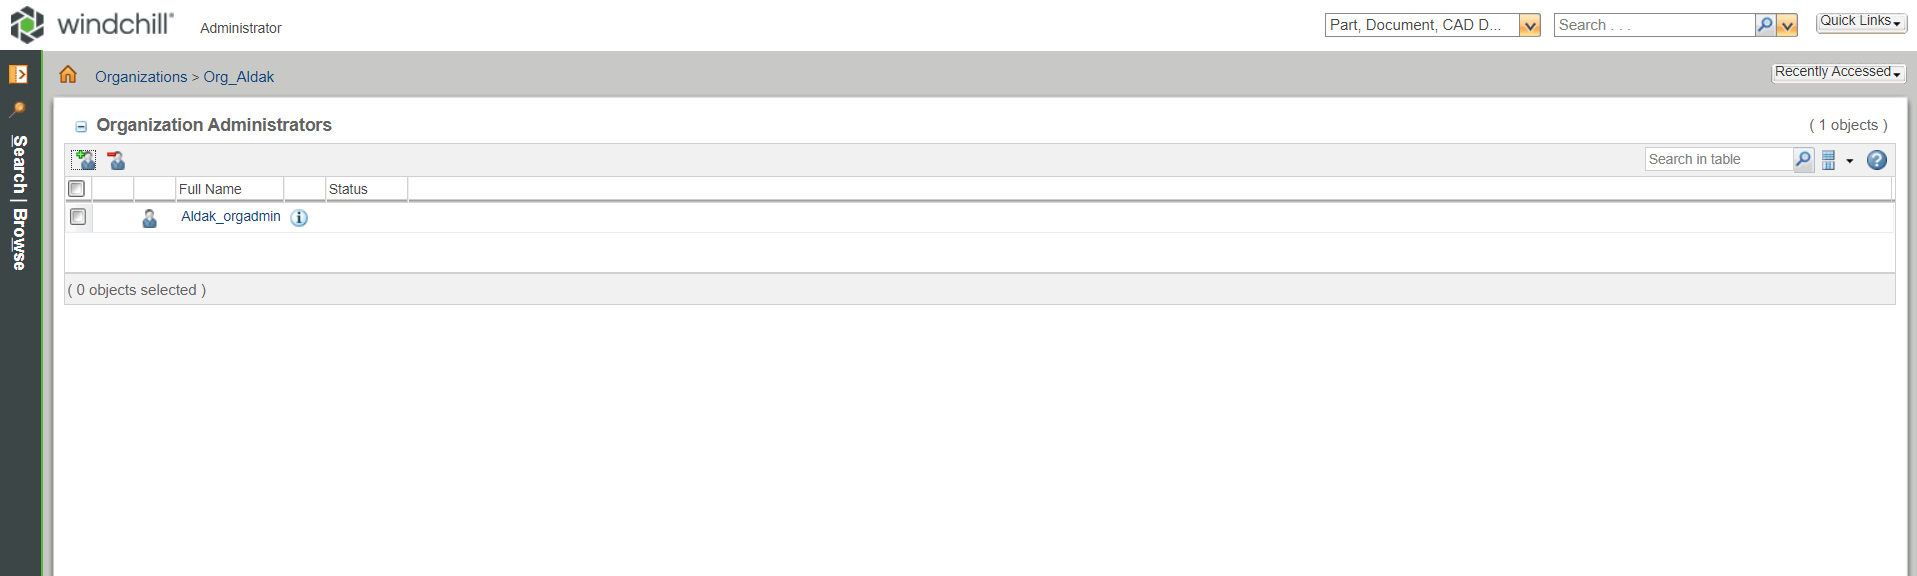 windchill® Administrator Part, Document, CAD D... Search . . . Quick Links
Organizations > Org_Aldak Recently Accessed
Search | Browse
Organization Administrators ( 1 objects )
Search in table
Full Name Status
Aldak_orgadmin
( 0 objects selected )